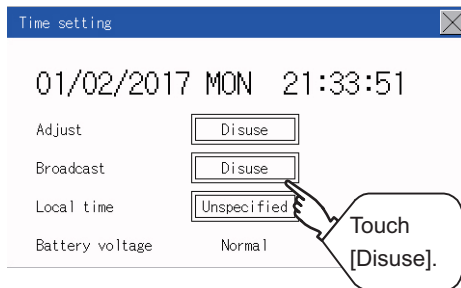 Time setting
01/02/2017 MON 21:33:51
Adjust Disuse
Broadcast Disuse
Local time Unspecified
Battery voltage Normal
Touch
[Disuse].